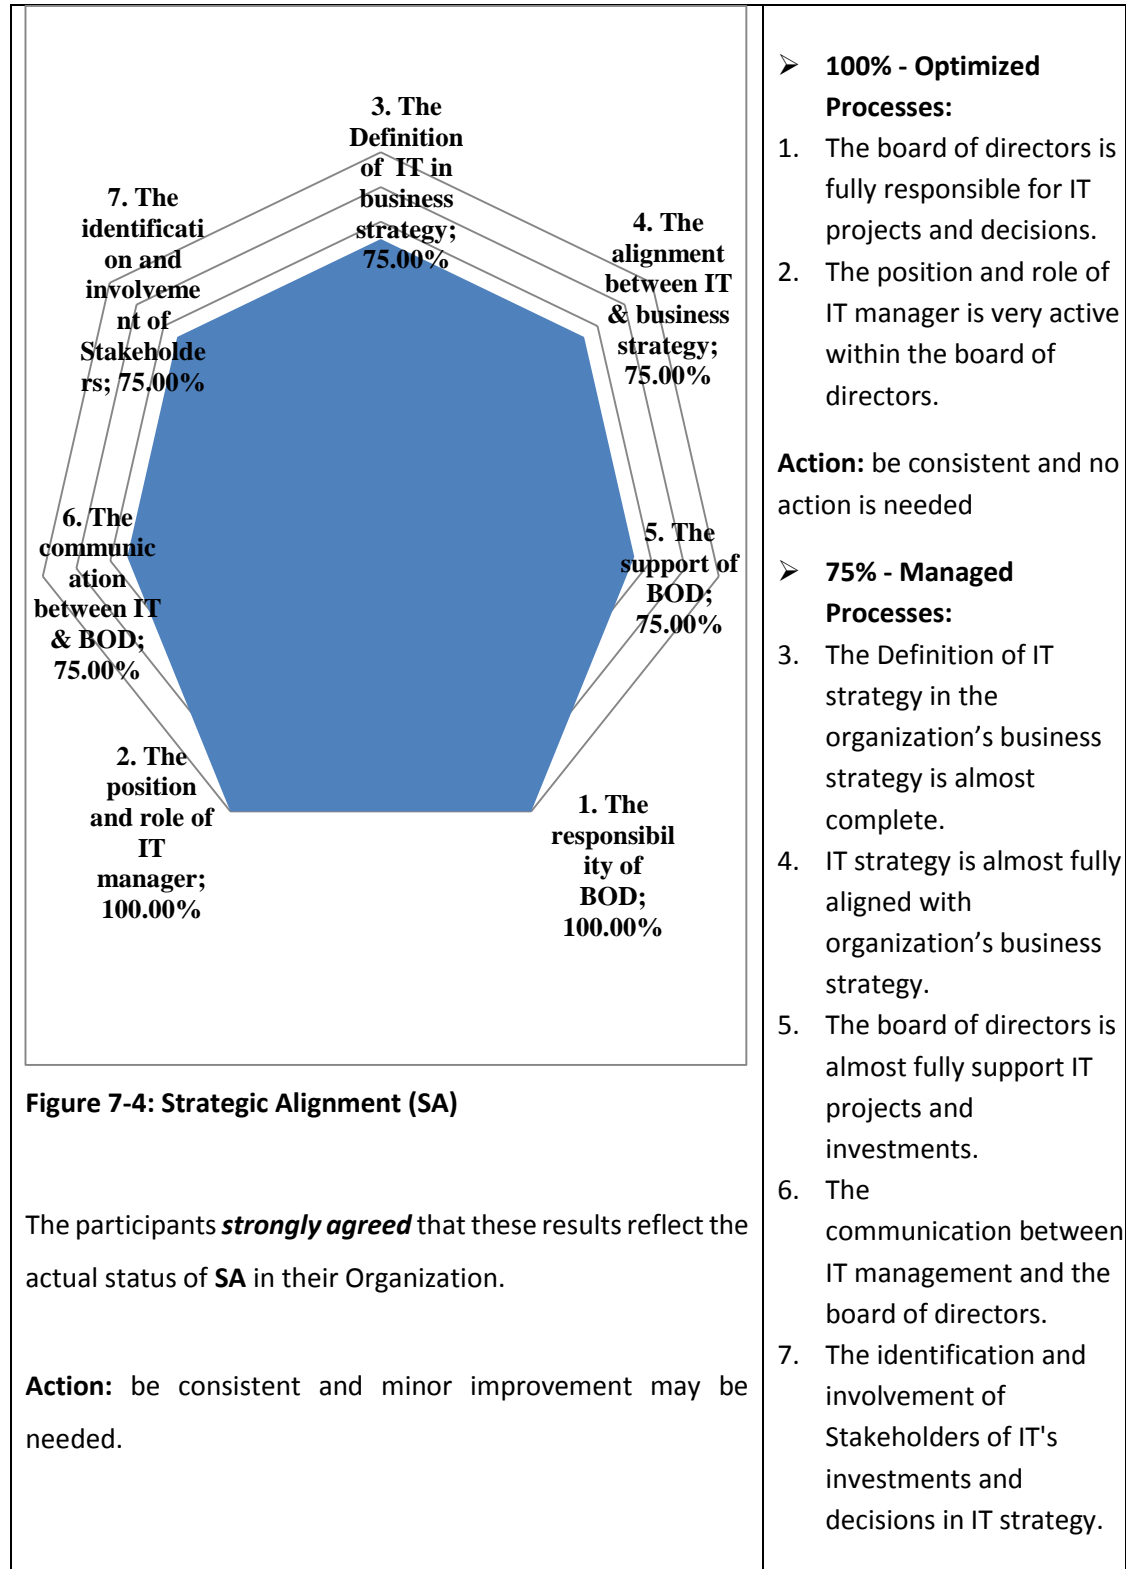 3. The
Definition
of IT in
business
strategy;
75.00%
7. The
identificati
on and
involveme
nt of
Stakeholde
rs; 75.00%
4. The
alignment
between IT
& business
strategy;
75.00%
6. The
communic
ation
between IT
& BOD;
75.00%
5. The
support of
BOD;
75.00%
2. The
position
and role of
IT
manager;
100.00%
1. The
responsibil
ity of
BOD;
100.00%
Figure 7-4: Strategic Alignment (SA)
The participants strongly agreed that these results reflect the
actual status of SA in their Organization.
Action: be consistent and minor improvement may be
needed.
➢ 100% - Optimized
Processes:
1. The board of directors is
fully responsible for IT
projects and decisions.
2. The position and role of
IT manager is very active
within the board of
directors.
Action: be consistent and no
action is needed
➢ 75% - Managed
Processes:
3. The Definition of IT
strategy in the
organization’s business
strategy is almost
complete.
4. IT strategy is almost fully
aligned with
organization’s business
strategy.
5. The board of directors is
almost fully support IT
projects and
investments.
6. The
communication between
IT management and the
board of directors.
7. The identification and
involvement of
Stakeholders of IT's
investments and
decisions in IT strategy.